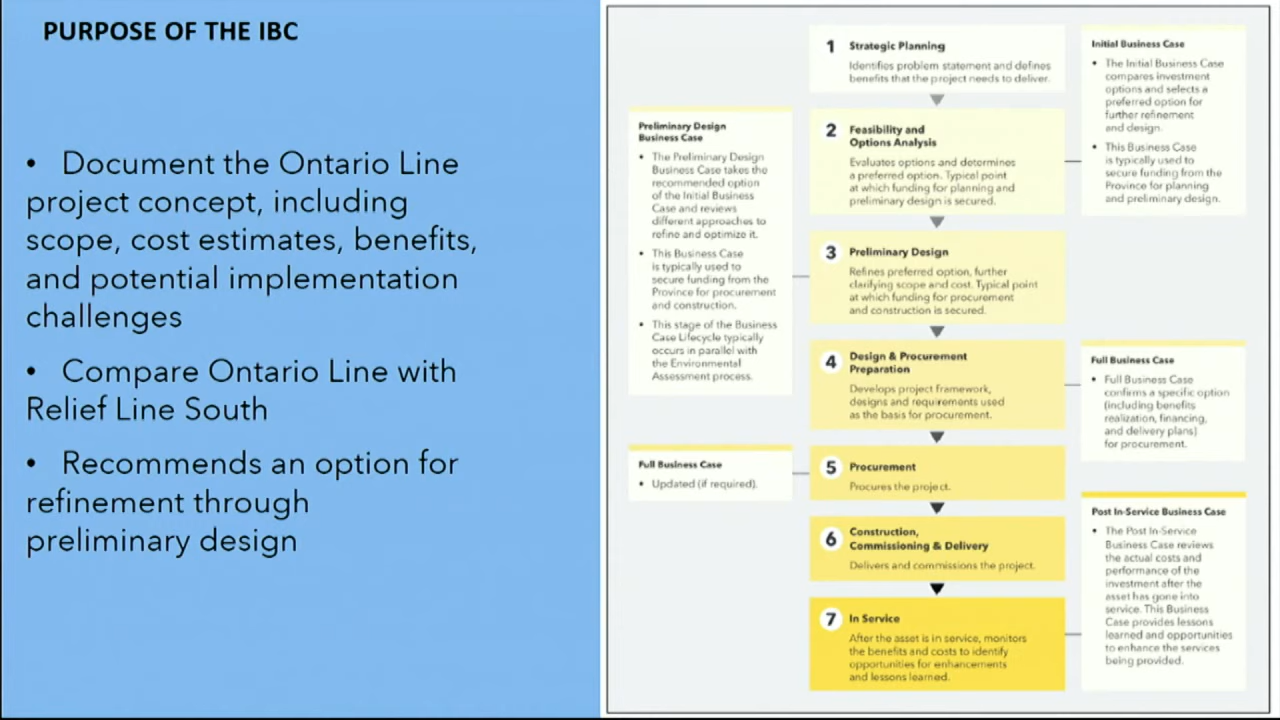 PURPOSE OF THE IBC
• Document the Ontario Line
project concept, including
scope, cost estimates, benefits,
and potential implementation
challenges
• Compare Ontario Line with
Relief Line South
• Recommends an option for
refinement through
preliminary design
Preliminary Design
Business Case
• The Preliminary Design
Business Case takes the
recommended option
of the Initial Business
Case and reviews
different approaches to
refine and optimize it.
• This Business Case
is typically used to
secure funding from the
Province for procurement
and construction.
• This stage of the Business
Case Lifecycle typically
occurs in parallel with
the Environmental
Assessment process.
Full Business Case
• Updated (if required).
1 Strategic Planning
Identifies problem statement and defines
benefits that the project needs to deliver.
2 Feasibility and
Options Analysis
Evaluates options and determines
a preferred option. Typical point
at which funding for planning and
preliminary design is secured.
3 Preliminary Design
Refines preferred option, further
clarifying scope and cost. Typical point
at which funding for procurement
and construction is secured.
4 Design & Procurement
Preparation
Develops project framework,
designs and requirements used
as the basis for procurement.
5 Procurement
Procures the project.
6 Construction,
Commissioning & Delivery
Delivers and commissions the project.
7 In Service
After the asset is in service, monitors
the benefits and costs to identify
opportunities for enhancements
and lessons learned.
Initial Business Case
• The Initial Business Case
compares investment
options and selects a
preferred option for
further refinement
and design.
• This Business Case
is typically used to
secure funding from the
Province for planning
and preliminary design.
Full Business Case
• Full Business Case
confirms a specific option
(including benefits
realization, financing,
and delivery plans)
for procurement.
Post In-Service Business Case
• The Post In-Service
Business Case reviews
the actual costs and
performance of the
investment after the
asset has gone into
service. This Business
Case provides lessons
learned and opportunities
to enhance the services
being provided.